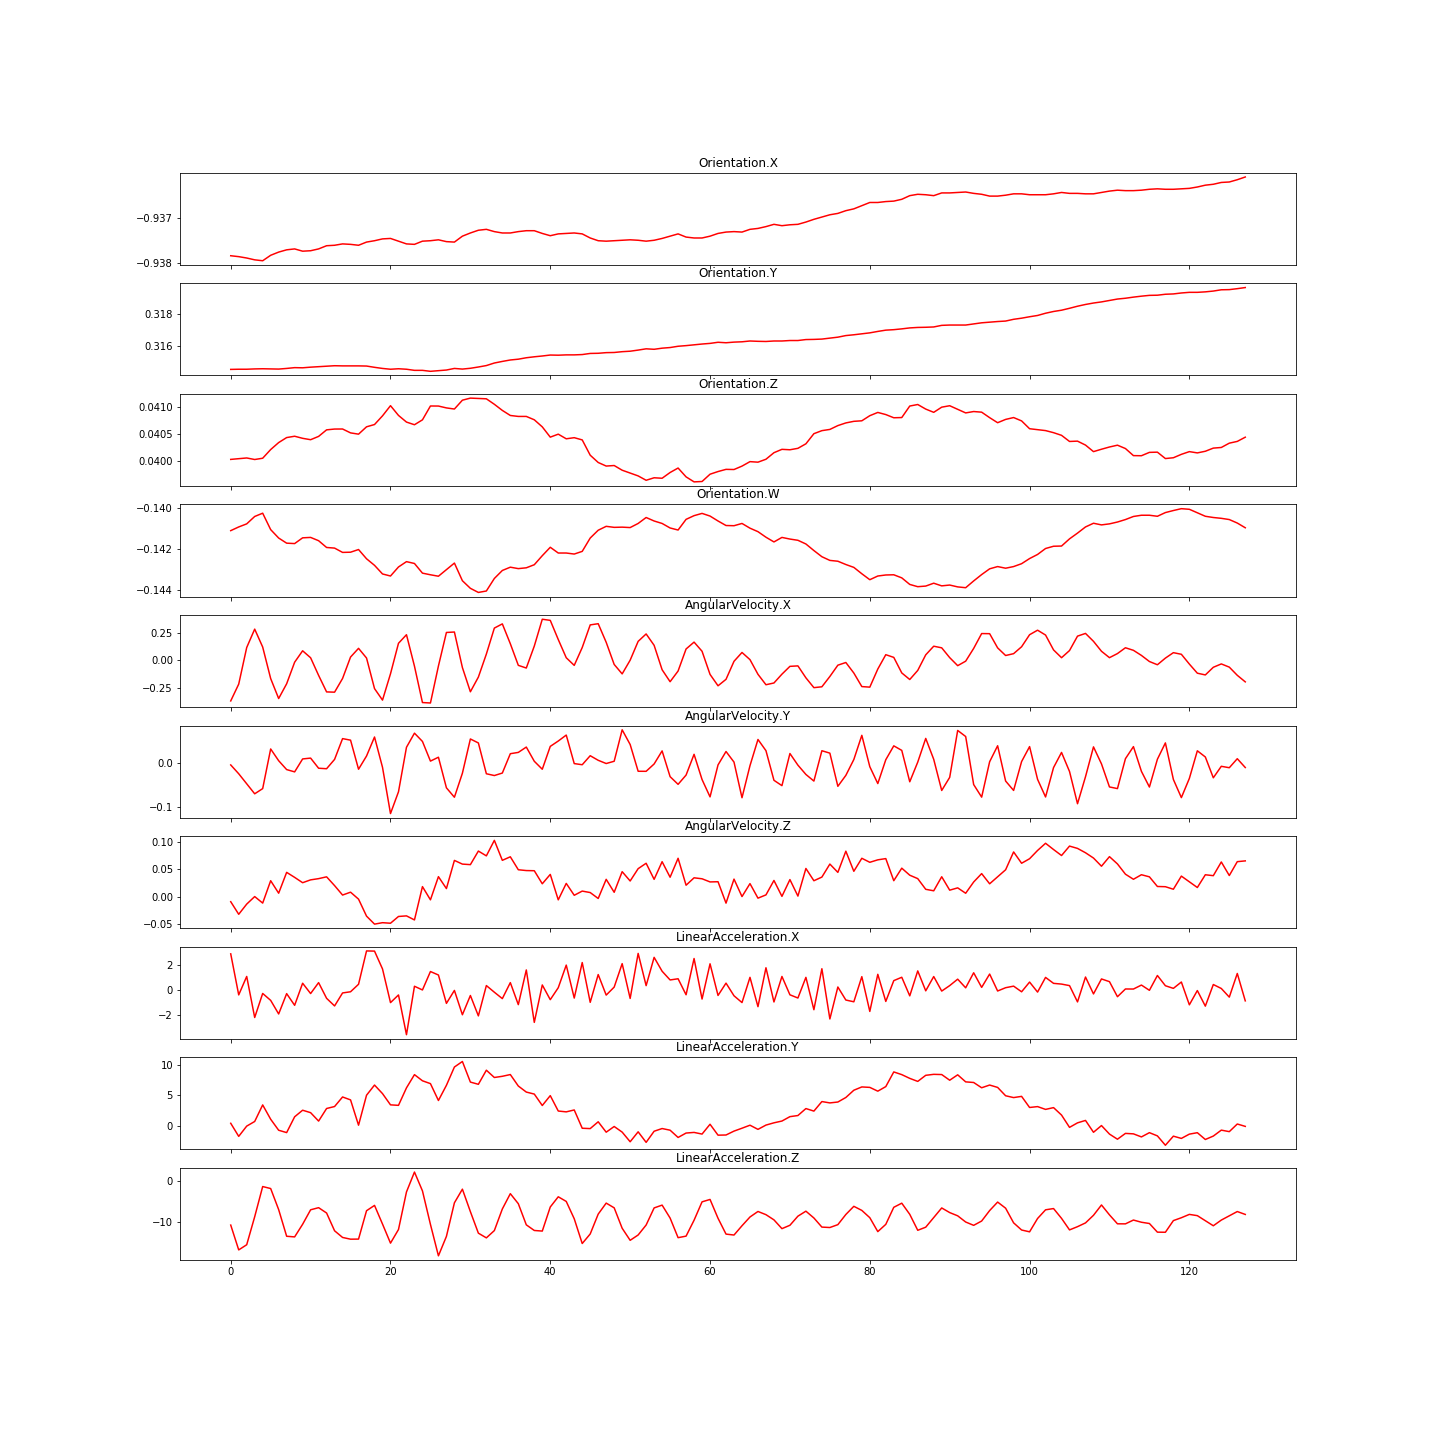 Orientation.X
−0.937
−0.938
Orientation.Y
0.318
0.316
Orientation.Z
0.0410
0.0405
0.0400
Orientation.W
−0.140
−0.142
−0.144
AngularVelocity.X
0.25
0.00
−0.25
AngularVelocity.Y
0.0
−0.1
AngularVelocity.Z
0.10
0.05
0.00
−0.05
LinearAcceleration.X
2
0
−2
LinearAcceleration.Y
10
5
0
LinearAcceleration.Z
0
−10
0 20 40 60 80 100 120